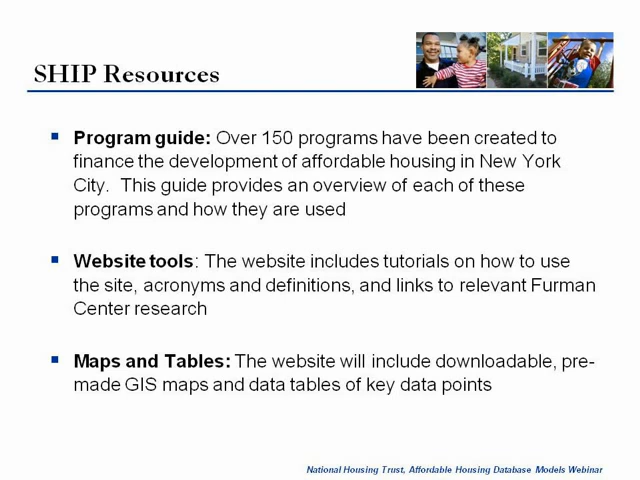 SHIP Resources
Program guide: Over 150 programs have been created to
finance the development of affordable housing in New York
City.  This guide provides an overview of each of these
programs and how they are used
Website tools: The website includes tutorials on how to use
the site, acronyms and definitions, and links to relevant Furman
Center research
Maps and Tables: The website will include downloadable, pre-
made GIS maps and data tables of key data points
National Housing Trust, Affordable Housing Database Models Webinar